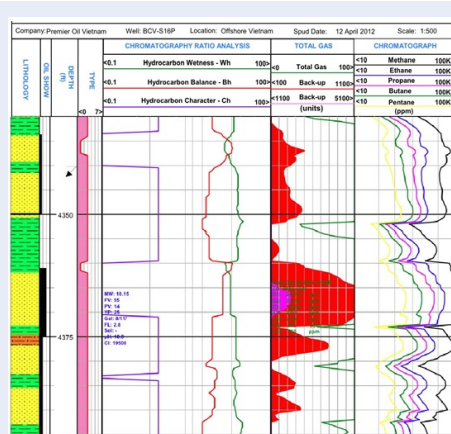 Company: Premier Oil Vietnam Well: BCV-S16P Location: Offshore Vietnam Spud Date: 12 April 2012 Scale: 1:500
LITHOLOGY
OIL SHOW
DEPTH
(ft)
TYPE
<0 7>
CHROMATOGRAPHY RATIO ANALYSIS
<0.1 Hydrocarbon Wetness - Wh 100>
<0.1 Hydrocarbon Balance - Bh 100>
<0.1 Hydrocarbon Character - Ch 100>
TOTAL GAS
<0 Total Gas 100>
<100 Back-up 1100>
<1100 Back-up 5100>
(units)
CHROMATOGRAPH
<10 Methane 100K
<10 Ethane 100K
<10 Propane 100K
<10 Butane 100K
<10 Pentane 100K
(ppm)
4350
4375
MW: 10.15
FV: 55
PV: 14
FL: 2.8